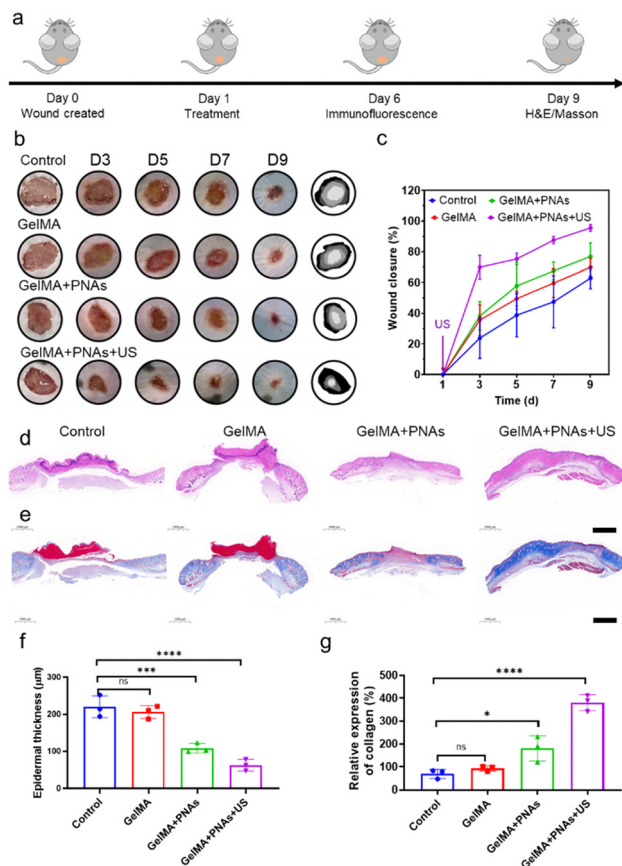 a
Day 0
Wound created
Day 1
Treatment
Day 6
Immunofluorescence
Day 9
H&E/Masson
b
Control D3 D5 D7 D9
GelMA
GelMA+PNAs
GelMA+PNAs+US
c
Control
GelMA
GelMA+PNAs
GelMA+PNAs+US
Wound closure (%)
120
100
80
60
40
20
0
US
1 3 5 7 9
Time (d)
d
Control GelMA GelMA+PNAs GelMA+PNAs+US
e
f
Epidermal thickness (μm)
300
200
100
0
****
***
ns
Control
GelMA
GelMA+PNAs
GelMA+PNAs+US
g
Relative expression
of collagen (%)
500
400
300
200
100
0
****
*
ns
Control
GelMA
GelMA+PNAs
GelMA+PNAs+US